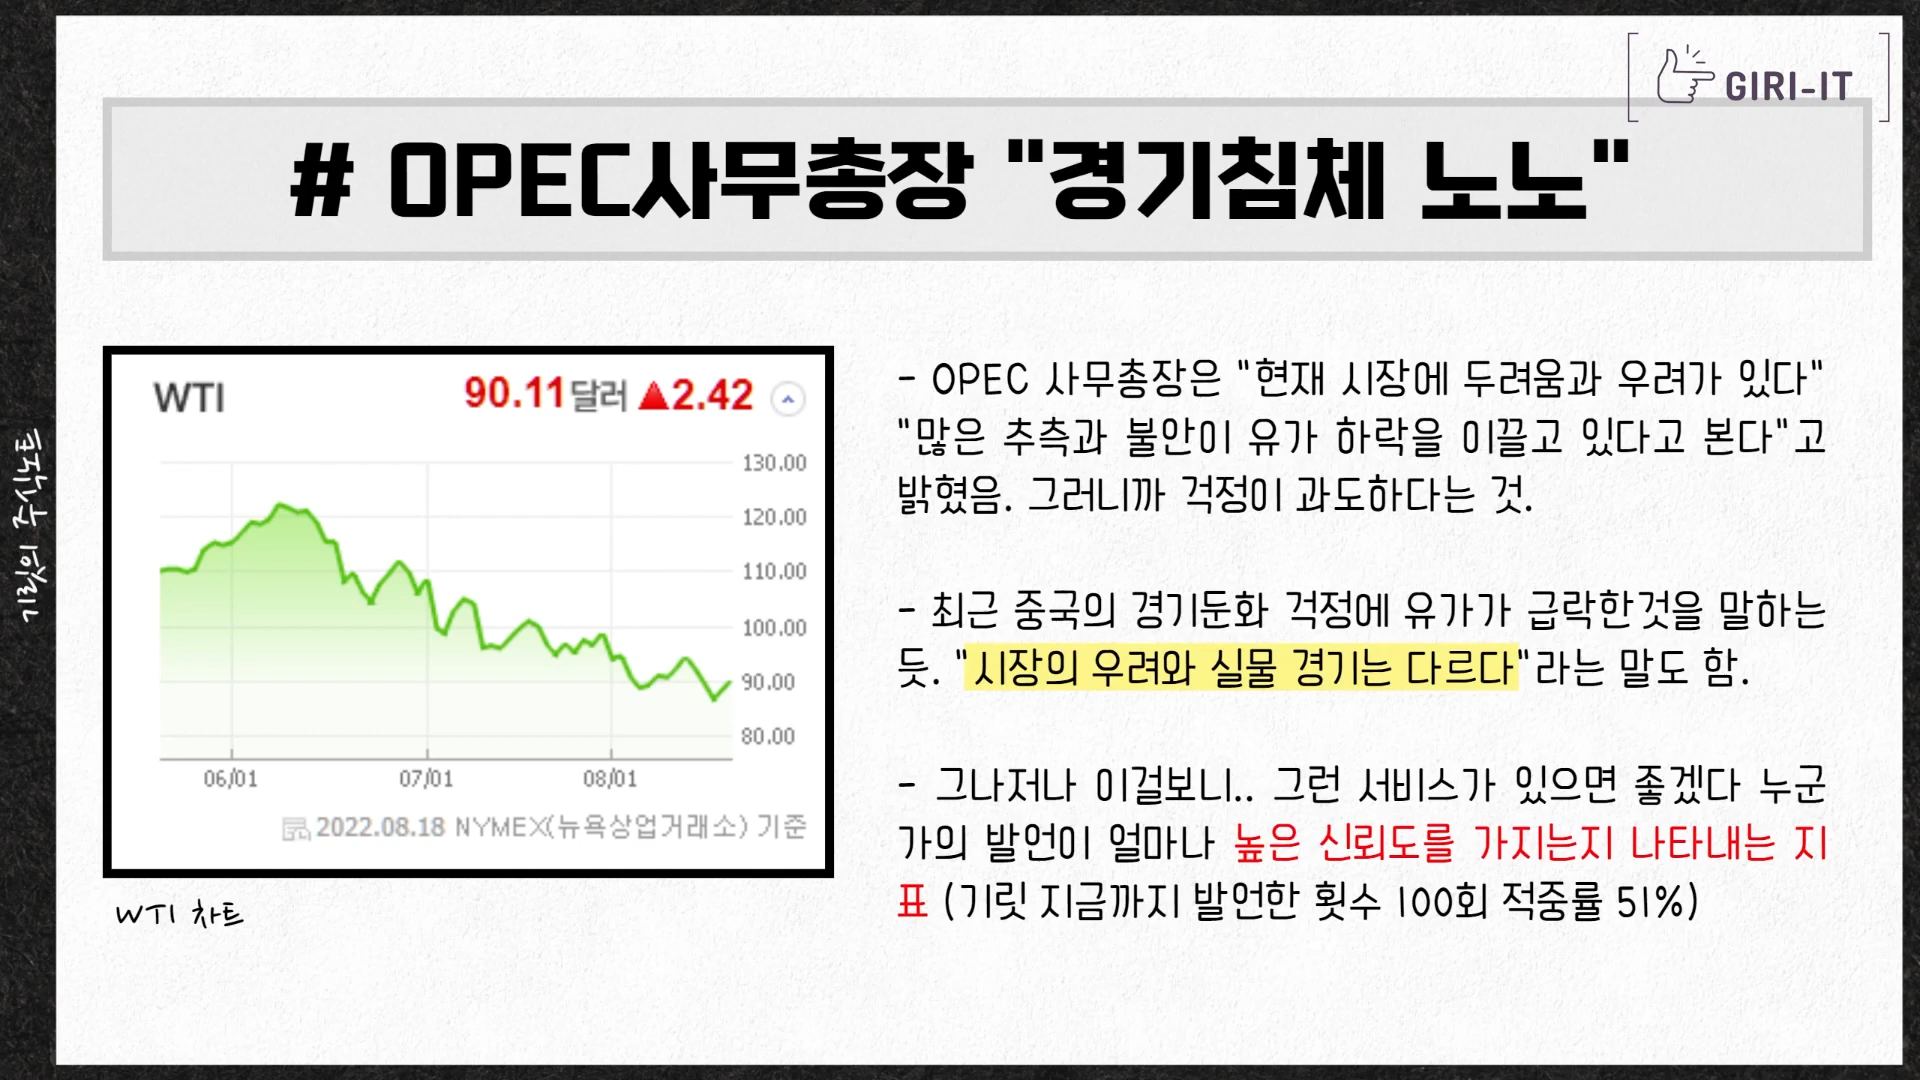 GIRI-IT
# OPEC사무총장 "경기침체 노노"
기릿의 주식노트
WTI 90.11달러 ▲2.42
130.00
120.00
110.00
100.00
90.00
80.00
06/01 07/01 08/01
2022.08.18 NYMEX(뉴욕상업거래소) 기준
WTI 차트
- OPEC 사무총장은 "현재 시장에 두려움과 우려가 있다"
"많은 추측과 불안이 유가 하락을 이끌고 있다고 본다"고
밝혔음. 그러니까 걱정이 과도하다는 것.
- 최근 중국의 경기둔화 걱정에 유가가 급락한것을 말하는
듯. "시장의 우려와 실물 경기는 다르다"라는 말도 함.
- 그나저나 이걸보니.. 그런 서비스가 있으면 좋겠다 누군
가의 발언이 얼마나 높은 신뢰도를 가지는지 나타내는 지
표 (기릿 지금까지 발언한 횟수 100회 적중률 51%)